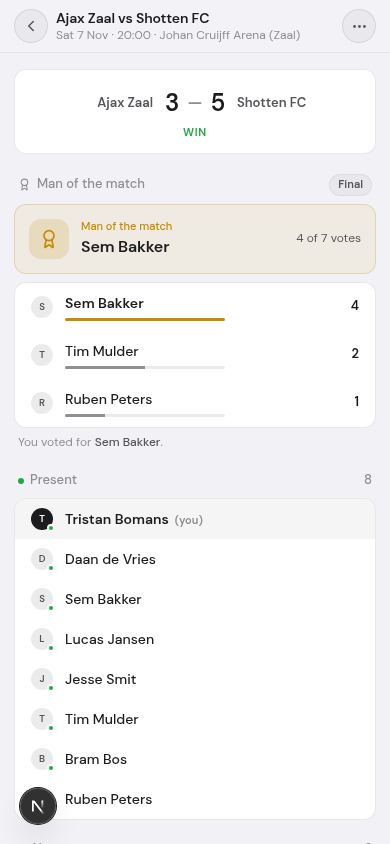 Ajax Zaal vs Shotten FC
Sat 7 Nov · 20:00 · Johan Cruijff Arena (Zaal)
Ajax Zaal 3 — 5 Shotten FC
WIN
Man of the match
Final
Man of the match
Sem Bakker
4 of 7 votes
S Sem Bakker 4
T Tim Mulder 2
R Ruben Peters 1
You voted for Sem Bakker.
Present 8
T Tristan Bomans (you)
D Daan de Vries
S Sem Bakker
L Lucas Jansen
J Jesse Smit
T Tim Mulder
B Bram Bos
N Ruben Peters